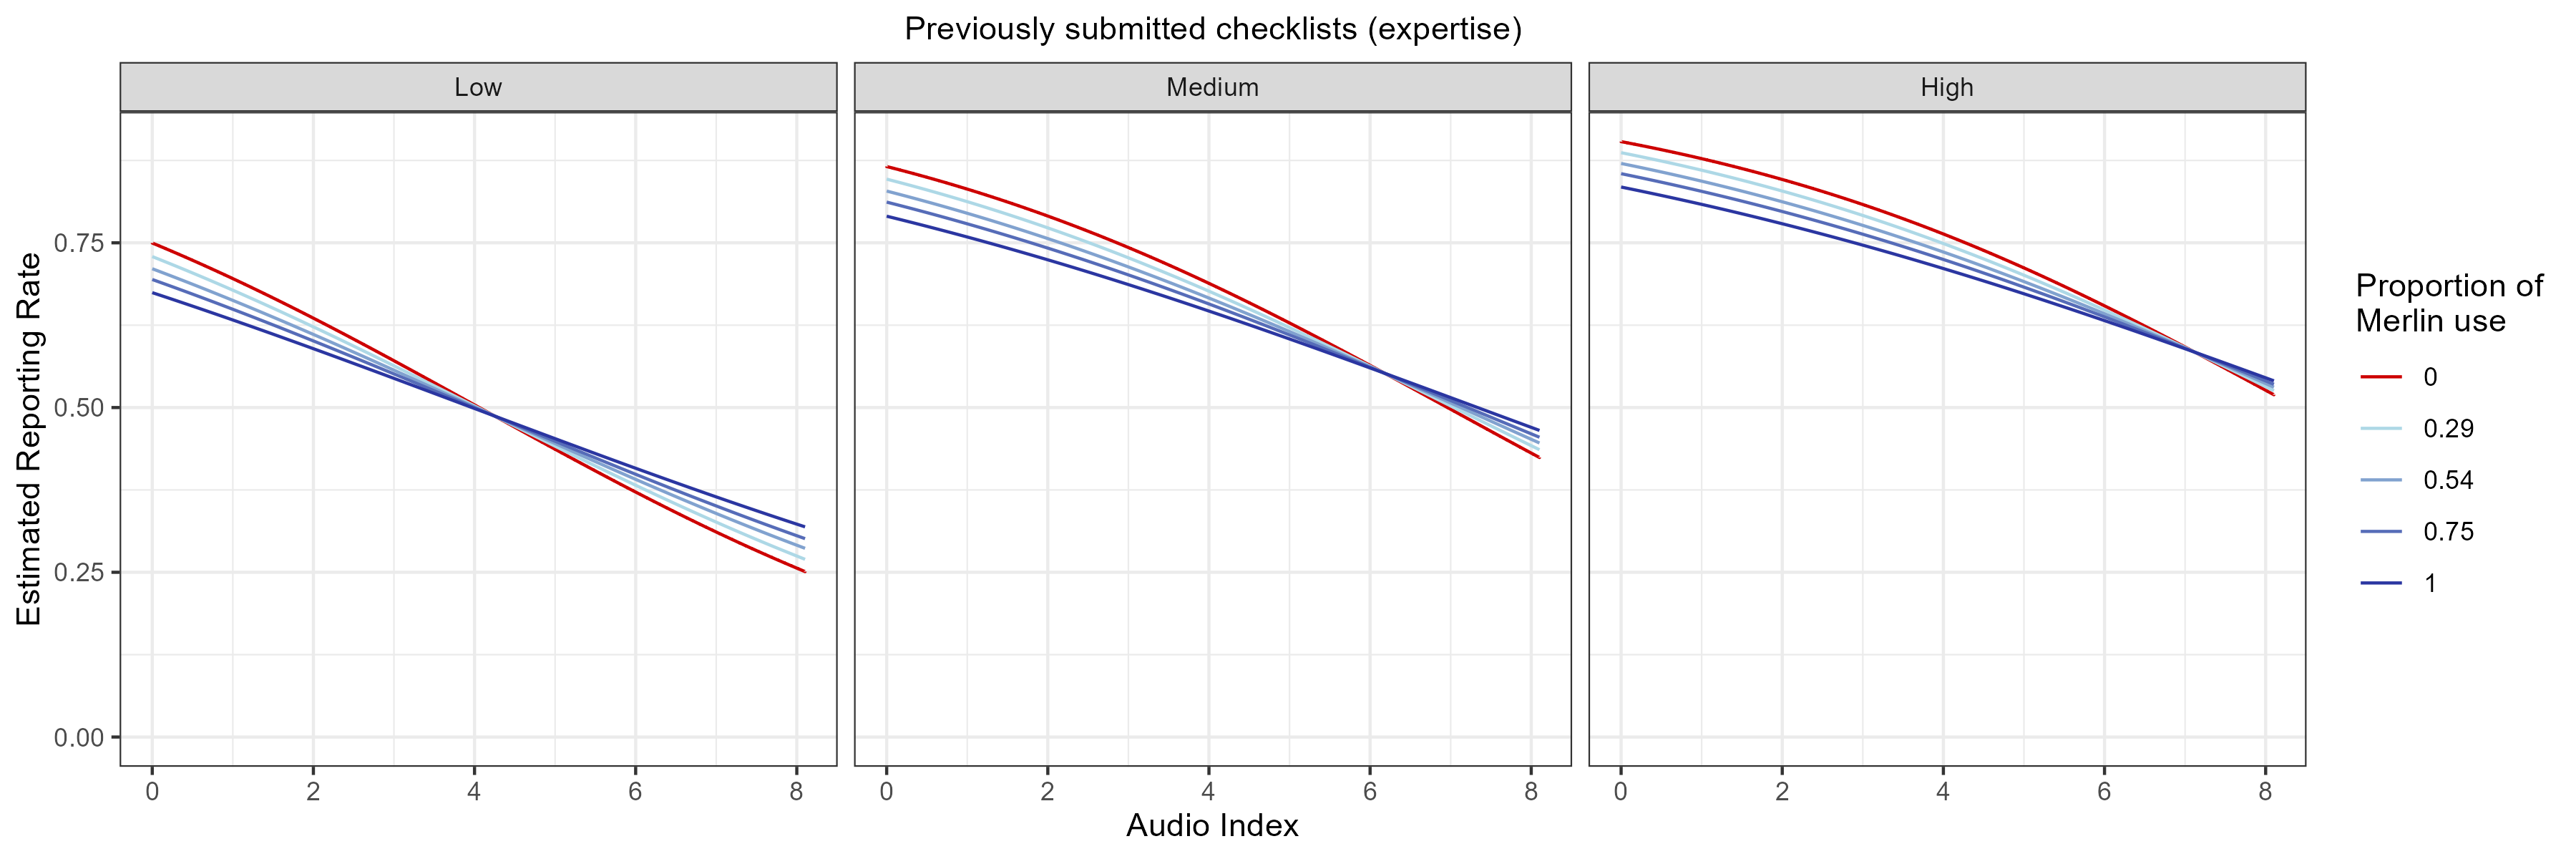 Previously submitted checklists (expertise)
Low
Medium
High
Estimated Reporting Rate
0.75
0.50
0.25
0.00
0 2 4 6 8
0 2 4 6 8
0 2 4 6 8
Audio Index
Proportion of
Merlin use
0
0.29
0.54
0.75
1